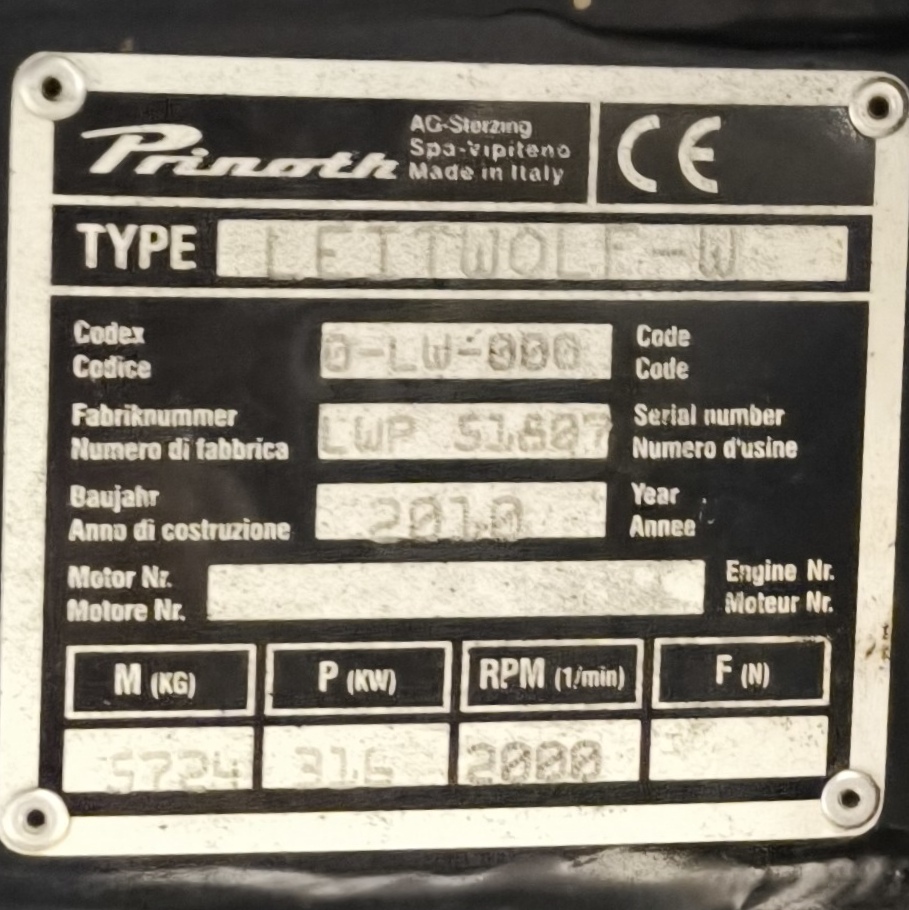 Prinoth
AG-Sterzing
Spa-Vipiteno
Made in Italy
CE
TYPE LEITWOLF W
Codex 0-LW-000 Code
Codice Code
Fabriknummer LWP 51807 Serial number
Numero di fabbrica Numero d'usine
Baujahr 2010 Year
Anno di costruzione Annee
Motor Nr. Engine Nr.
Motore Nr. Moteur Nr.
M (KG) P (KW) RPM (1/min) F (N)
5724 316 2000